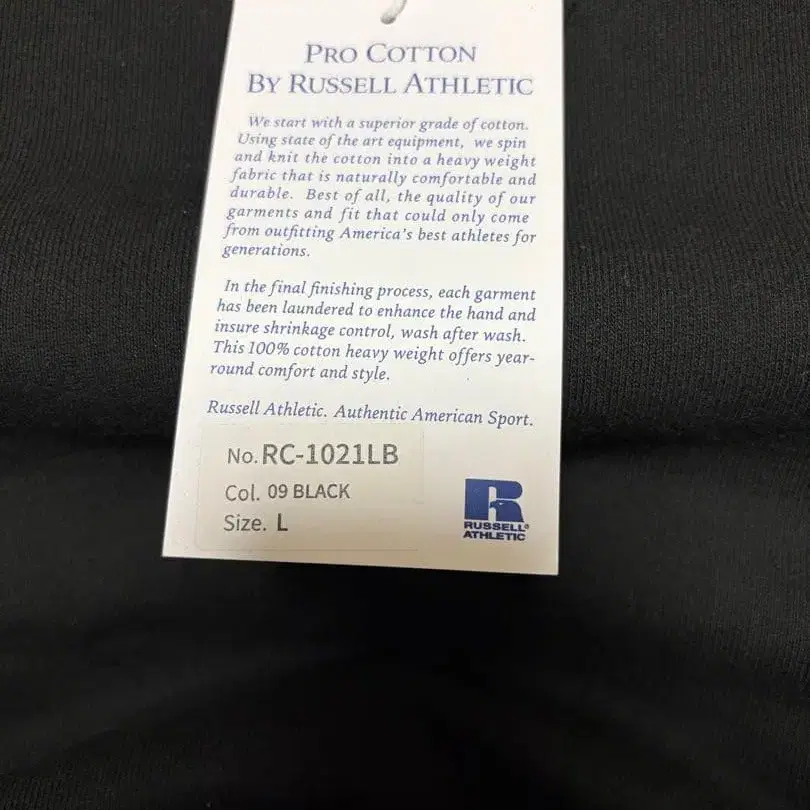 PRO COTTON
BY RUSSELL ATHLETIC
We start with a superior grade of cotton.
Using state of the art equipment, we spin
and knit the cotton into a heavy weight
fabric that is naturally comfortable and
durable. Best of all, the quality of our
garments and fit that could only come
from outfitting America's best athletes for
generations.
In the final finishing process, each garment
has been laundered to enhance the hand and
insure shrinkage control, wash after wash.
This 100% cotton heavy weight offers year-
round comfort and style.
Russell Athletic. Authentic American Sport.
No. RC-1021LB
Col. 09 BLACK
Size. L
R
RUSSELL®
ATHLETIC